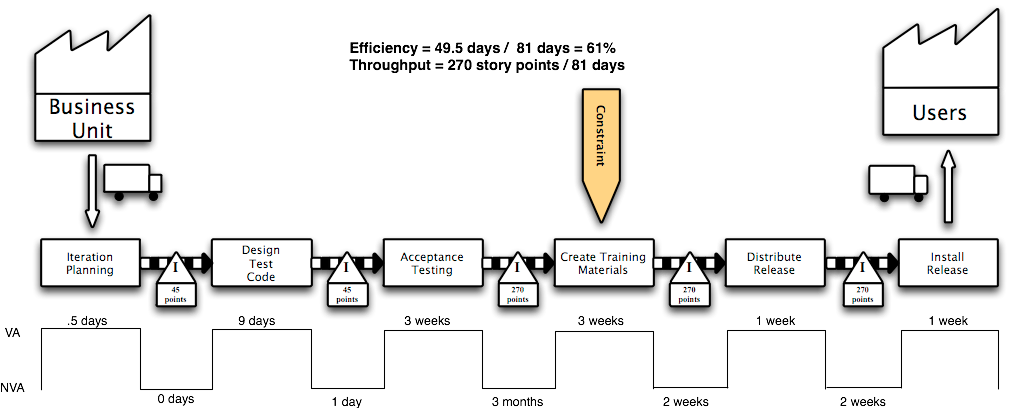 Efficiency = 49.5 days / 81 days = 61%
Throughput = 270 story points / 81 days
Business
Unit
Constraint
Users
Iteration
Planning
Design
Test
Code
Acceptance
Testing
Create Training
Materials
Distribute
Release
Install
Release
I
45
points
I
45
points
I
270
points
I
270
points
I
270
points
VA
.5 days
9 days
3 weeks
3 weeks
1 week
1 week
NVA
0 days
1 day
3 months
2 weeks
2 weeks